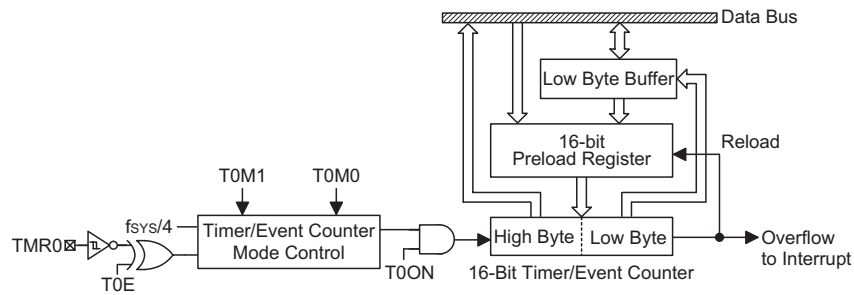 Data Bus
Low Byte Buffer
16-bit
Preload Register
Reload
T0M1
T0M0
fSYS/4
Timer/Event Counter
Mode Control
TMR0
T0E
T0ON
High Byte
Low Byte
16-Bit Timer/Event Counter
Overflow
to Interrupt